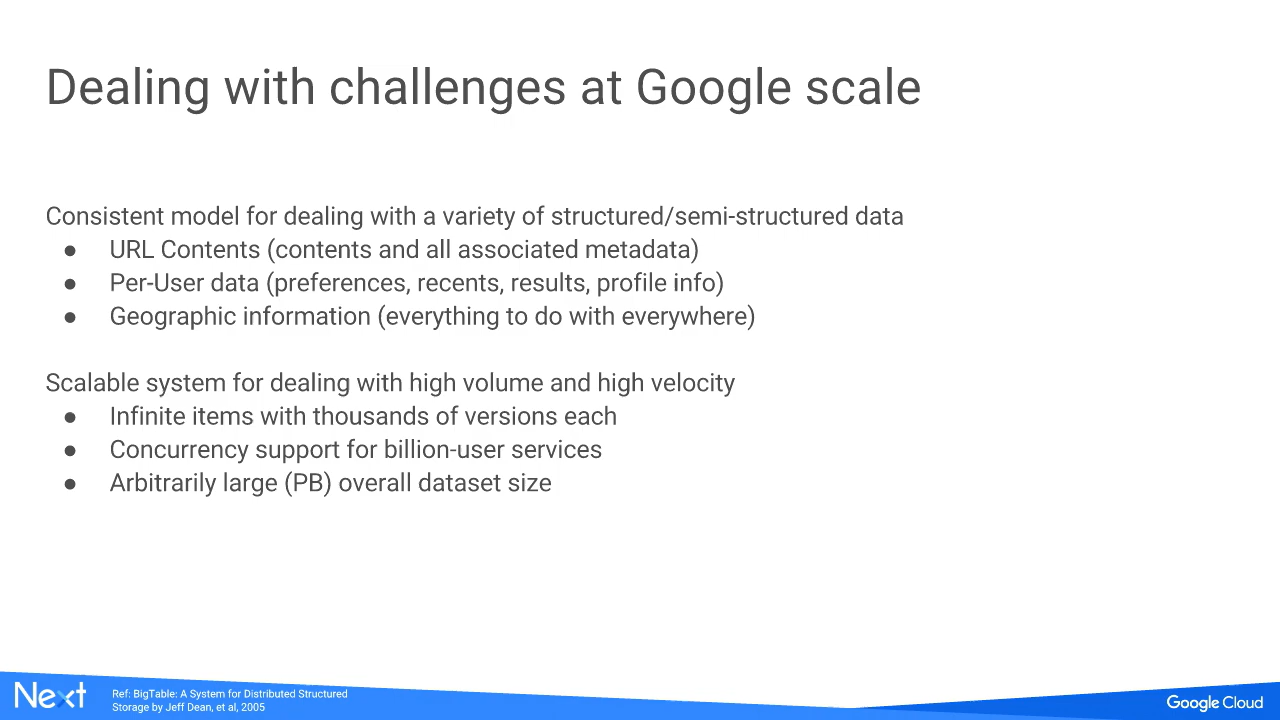 Dealing with challenges at Google scale
Consistent model for dealing with a variety of structured/semi-structured data
● URL Contents (contents and all associated metadata)
● Per-User data (preferences, recents, results, profile info)
● Geographic information (everything to do with everywhere)
Scalable system for dealing with high volume and high velocity
● Infinite items with thousands of versions each
● Concurrency support for billion-user services
● Arbitrarily large (PB) overall dataset size
Next
Ref: BigTable: A System for Distributed Structured
Storage by Jeff Dean, et al, 2005
Google Cloud